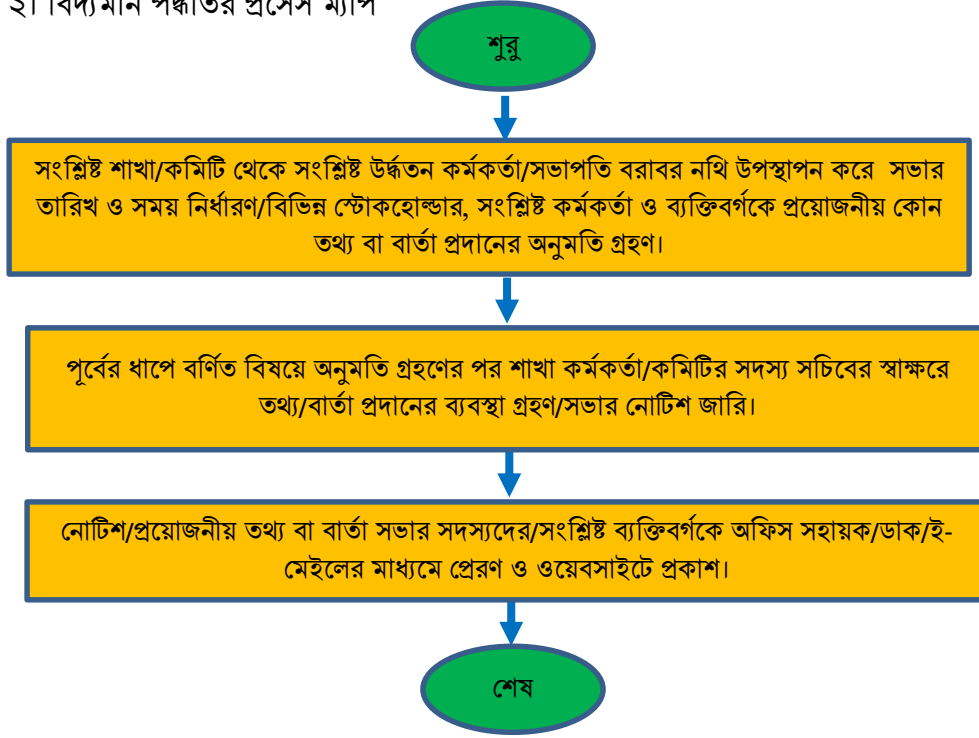 ২। বিদ্যমান পদ্ধতির প্রসেস ম্যাপ
শুরু
সংশ্লিষ্ট শাখা/কমিটি থেকে সংশ্লিষ্ট উর্দ্ধতন কর্মকর্তা/সভাপতি বরাবর নথি উপস্থাপন করে সভার
তারিখ ও সময় নির্ধারণ/বিভিন্ন স্টোকহোল্ডার, সংশ্লিষ্ট কর্মকর্তা ও ব্যক্তিবর্গকে প্রয়োজনীয় কোন
তথ্য বা বার্তা প্রদানের অনুমতি গ্রহণ।
পূর্বের ধাপে বর্ণিত বিষয়ে অনুমতি গ্রহণের পর শাখা কর্মকর্তা/কমিটির সদস্য সচিবের স্বাক্ষরে
তথ্য/বার্তা প্রদানের ব্যবস্থা গ্রহণ/সভার নোটিশ জারি।
নোটিশ/প্রয়োজনীয় তথ্য বা বার্তা সভার সদস্যদের/সংশ্লিষ্ট ব্যক্তিবর্গকে অফিস সহায়ক/ডাক/ই-
মেইলের মাধ্যমে প্রেরণ ও ওয়েবসাইটে প্রকাশ।
শেষ